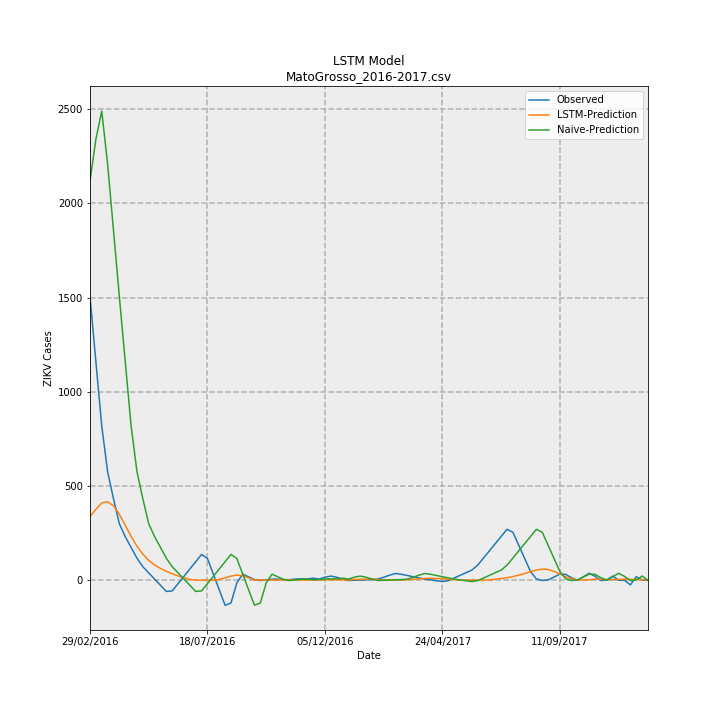 LSTM Model
MatoGrosso_2016-2017.csv
Observed
LSTM-Prediction
Naive-Prediction
ZIKV Cases
2500
2000
1500
1000
500
0
29/02/2016
18/07/2016
05/12/2016
24/04/2017
11/09/2017
Date